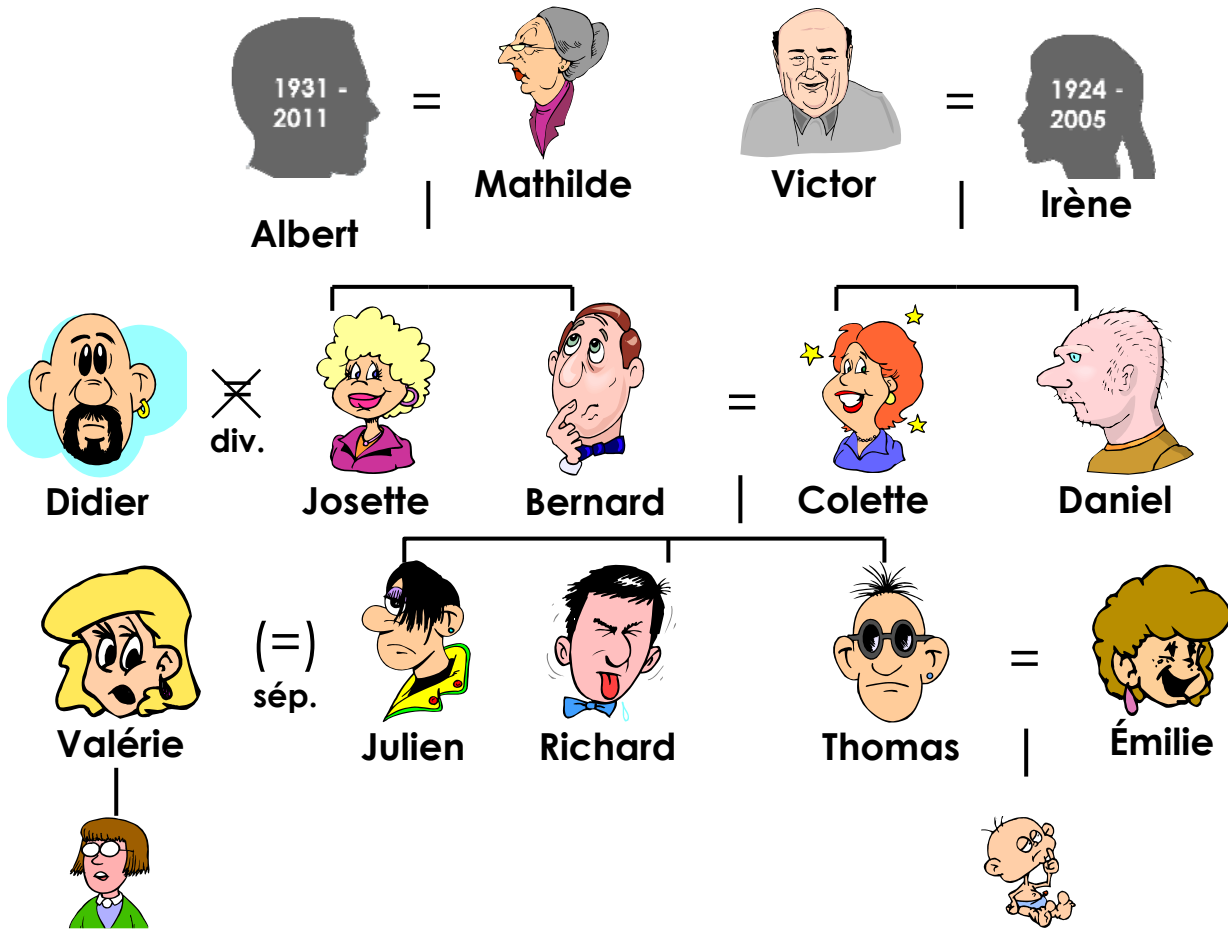 1931 -
2011
=
Mathilde
Victor
=
1924 -
2005
Albert
Irène
=
div.
=
Didier
Josette
Bernard
Colette
Daniel
(=)
sép.
=
Valérie
Julien
Richard
Thomas
Émilie